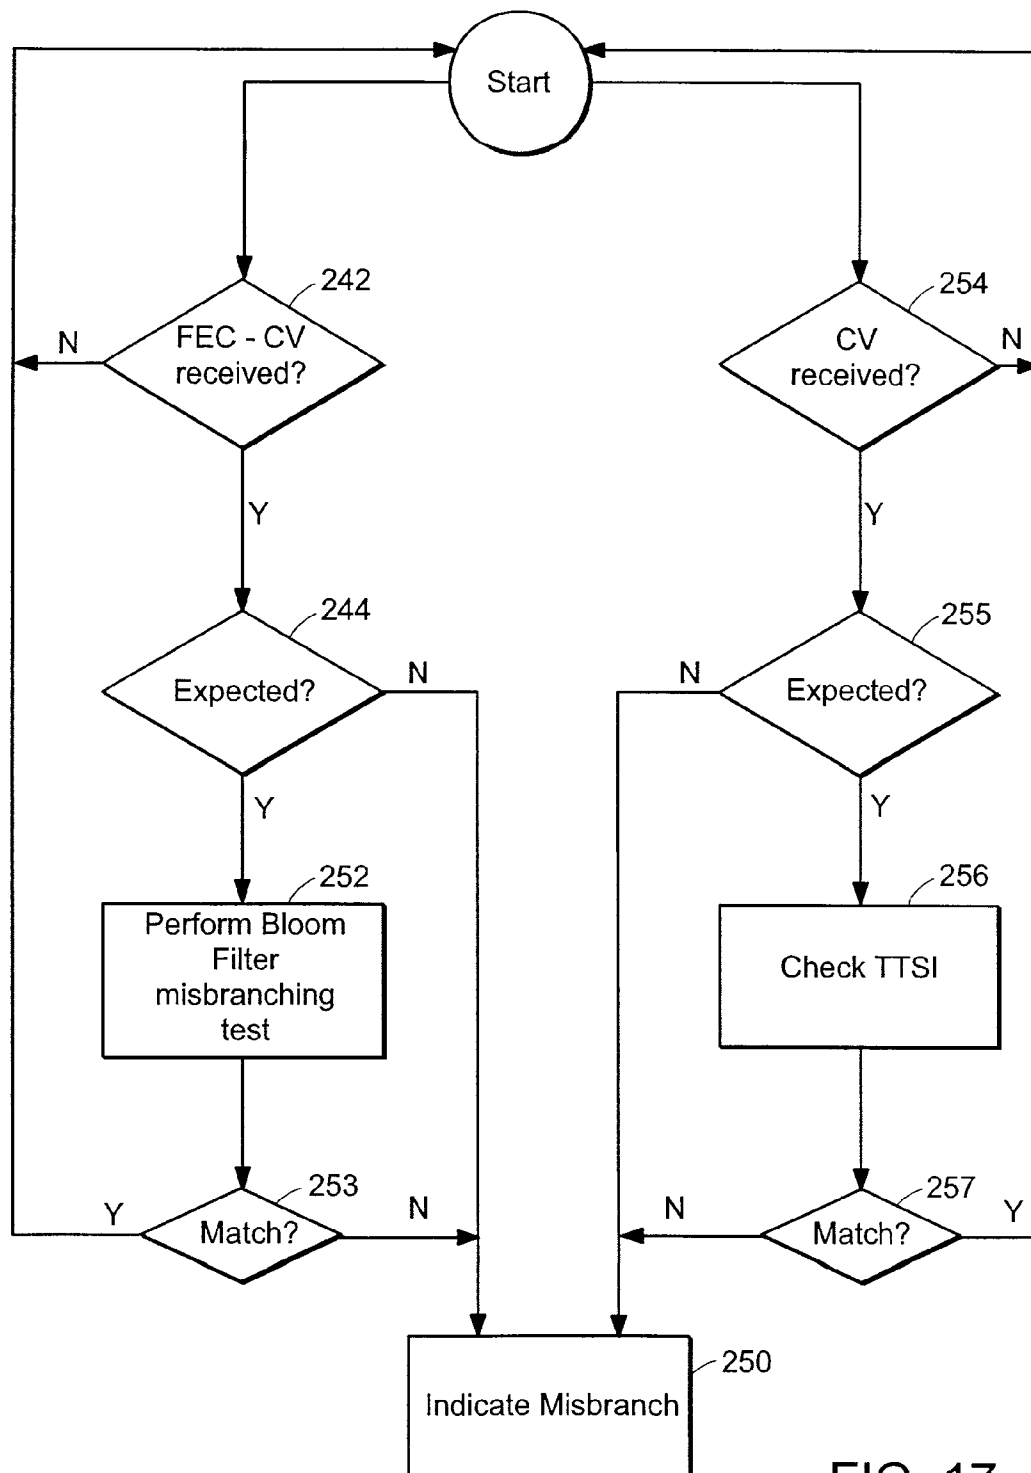 Start
242
FEC - CV
received?
N
Y
254
CV
received?
N
Y
244
Expected?
N
Y
255
Expected?
N
Y
252
Perform Bloom
Filter
misbranching
test
256
Check TTSI
253
Match?
Y
N
257
Match?
N
Y
250
Indicate Misbranch
FIG. 17